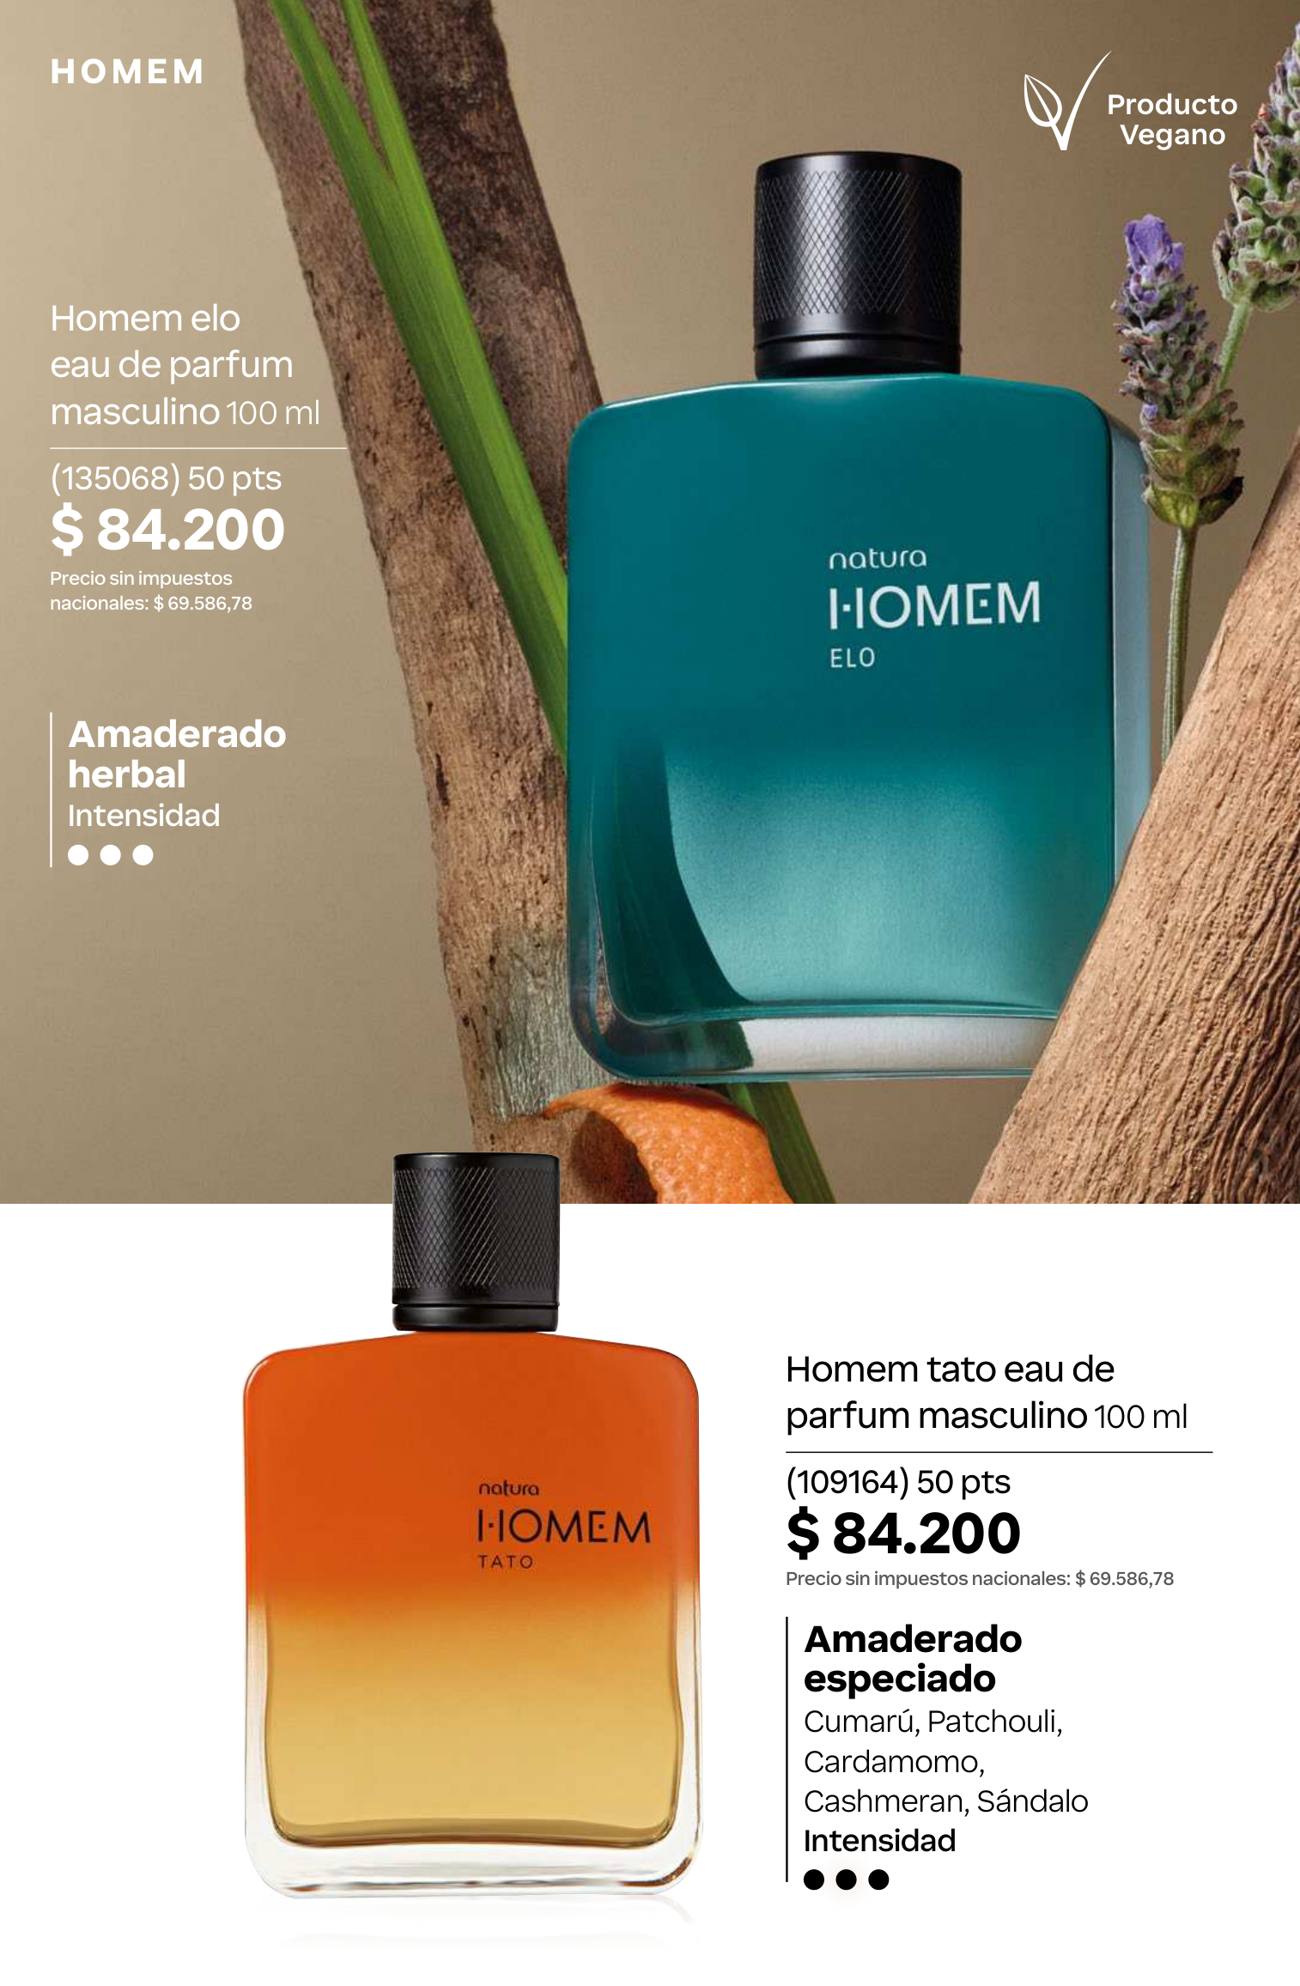 HOMEM
Producto
Vegano
Homem elo
eau de parfum
masculino 100 ml
(135068) 50 pts
$ 84.200
Precio sin impuestos
nacionales: $ 69.586,78
Amaderado
herbal
Intensidad
natura
HOMEM
ELO
natura
HOMEM
TATO
Homem tato eau de
parfum masculino 100 ml
(109164) 50 pts
$ 84.200
Precio sin impuestos nacionales: $ 69.586,78
Amaderado
especiado
Cumarú, Patchouli,
Cardamomo,
Cashmeran, Sándalo
Intensidad